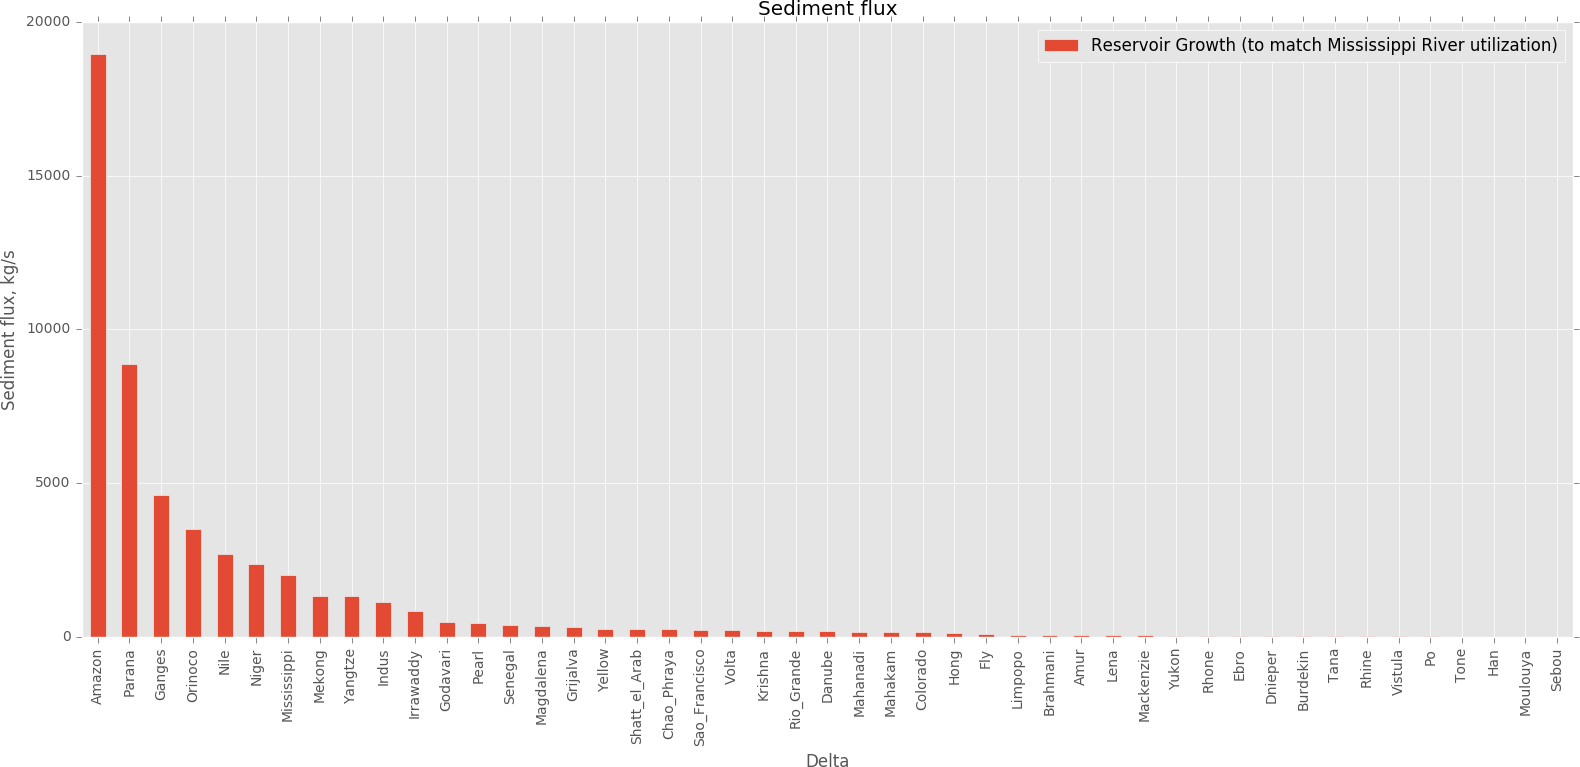 Sediment flux
Reservoir Growth (to match Mississippi River utilization)
Sediment flux, kg/s
20000
15000
10000
5000
0
Amazon
Parana
Ganges
Orinoco
Nile
Niger
Mississippi
Mekong
Yangtze
Indus
Irrawaddy
Godavari
Pearl
Senegal
Magdalena
Grijalva
Yellow
Shatt_el_Arab
Chao_Phraya
Sao_Francisco
Volta
Krishna
Rio_Grande
Danube
Mahanadi
Mahakam
Colorado
Hong
Fly
Limpopo
Brahmani
Amur
Lena
Mackenzie
Yukon
Rhone
Ebro
Dnieper
Burdekin
Tana
Rhine
Vistula
Po
Tone
Han
Moulouya
Sebou
Delta